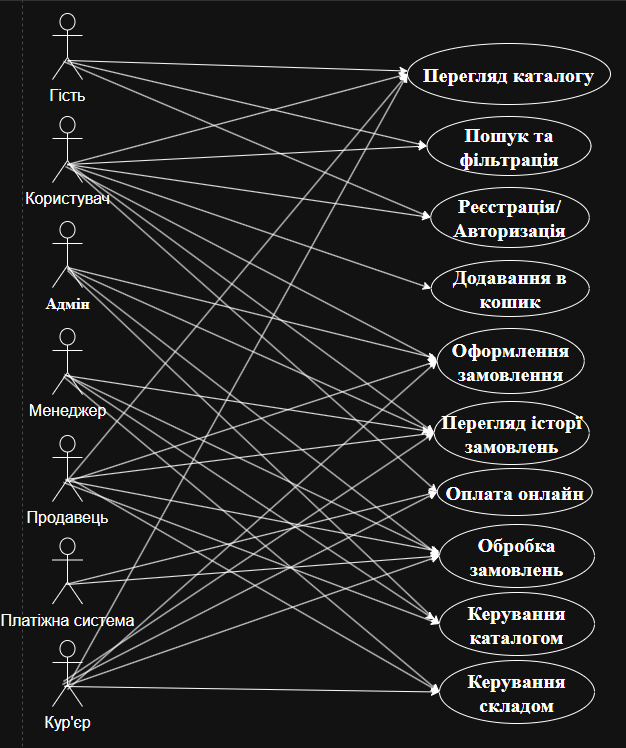 Гість
Користувач
Адмін
Менеджер
Продавець
Платіжна система
Кур'єр
Перегляд каталогу
Пошук та
фільтрація
Реєстрація/
Авторизація
Додавання в
кошик
Оформлення
замовлення
Перегляд історї
замовлень
Оплата онлайн
Обробка
замовлень
Керування
каталогом
Керування
складом